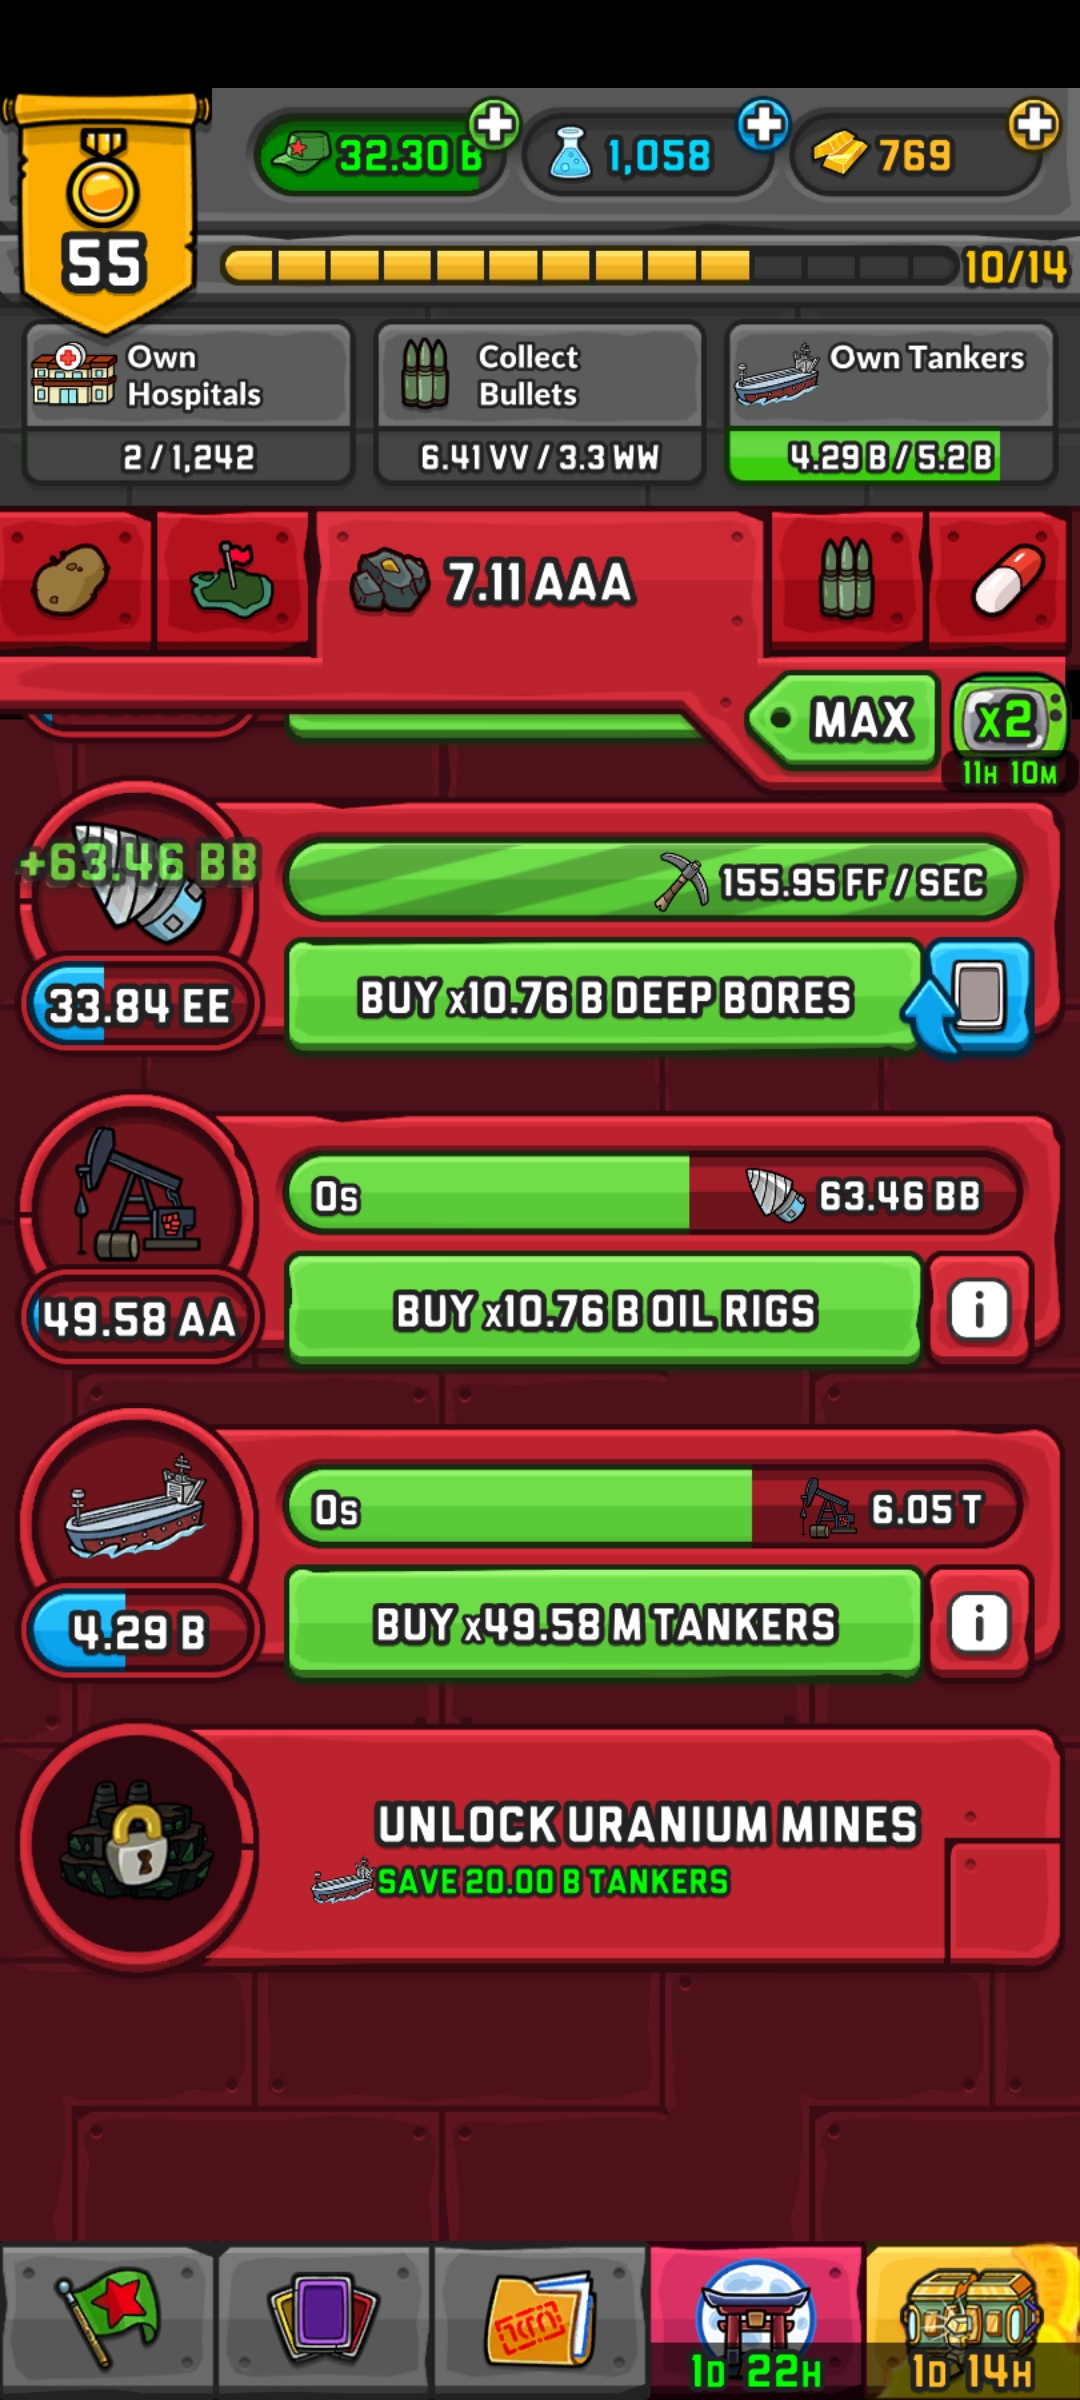 32.30 B
1,058
769
55
10/14
Own
Hospitals
2 / 1,242
Collect
Bullets
6.41 VV / 3.3 WW
Own Tankers
4.29 B / 5.2 B
7.11 AAA
MAX
x2
11H 10M
+63.46 BB
155.95 FF / SEC
33.84 EE
BUY x10.76 B DEEP BORES
0s
63.46 BB
49.58 AA
BUY x10.76 B OIL RIGS
i
0s
6.05 T
4.29 B
BUY x49.58 M TANKERS
i
UNLOCK URANIUM MINES
SAVE 20.00 B TANKERS
1D 22H
1D 14H